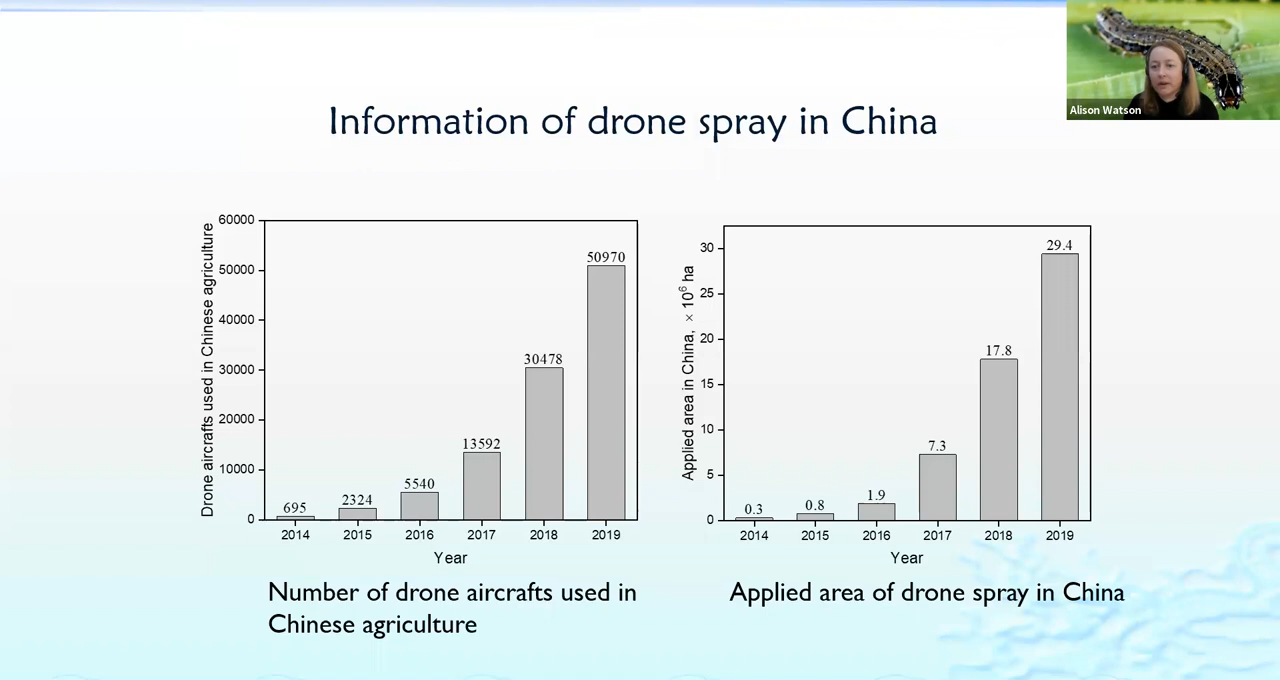 Alison Watson
Information of drone spray in China
Drone aircrafts used in Chinese agriculture
60000
50000
40000
30000
20000
10000
0
695
2324
5540
13592
30478
50970
2014 2015 2016 2017 2018 2019
Year
Number of drone aircrafts used in
Chinese agriculture
Applied area in China, × 10⁶ ha
30
25
20
15
10
5
0
0.3
0.8
1.9
7.3
17.8
29.4
2014 2015 2016 2017 2018 2019
Year
Applied area of drone spray in China